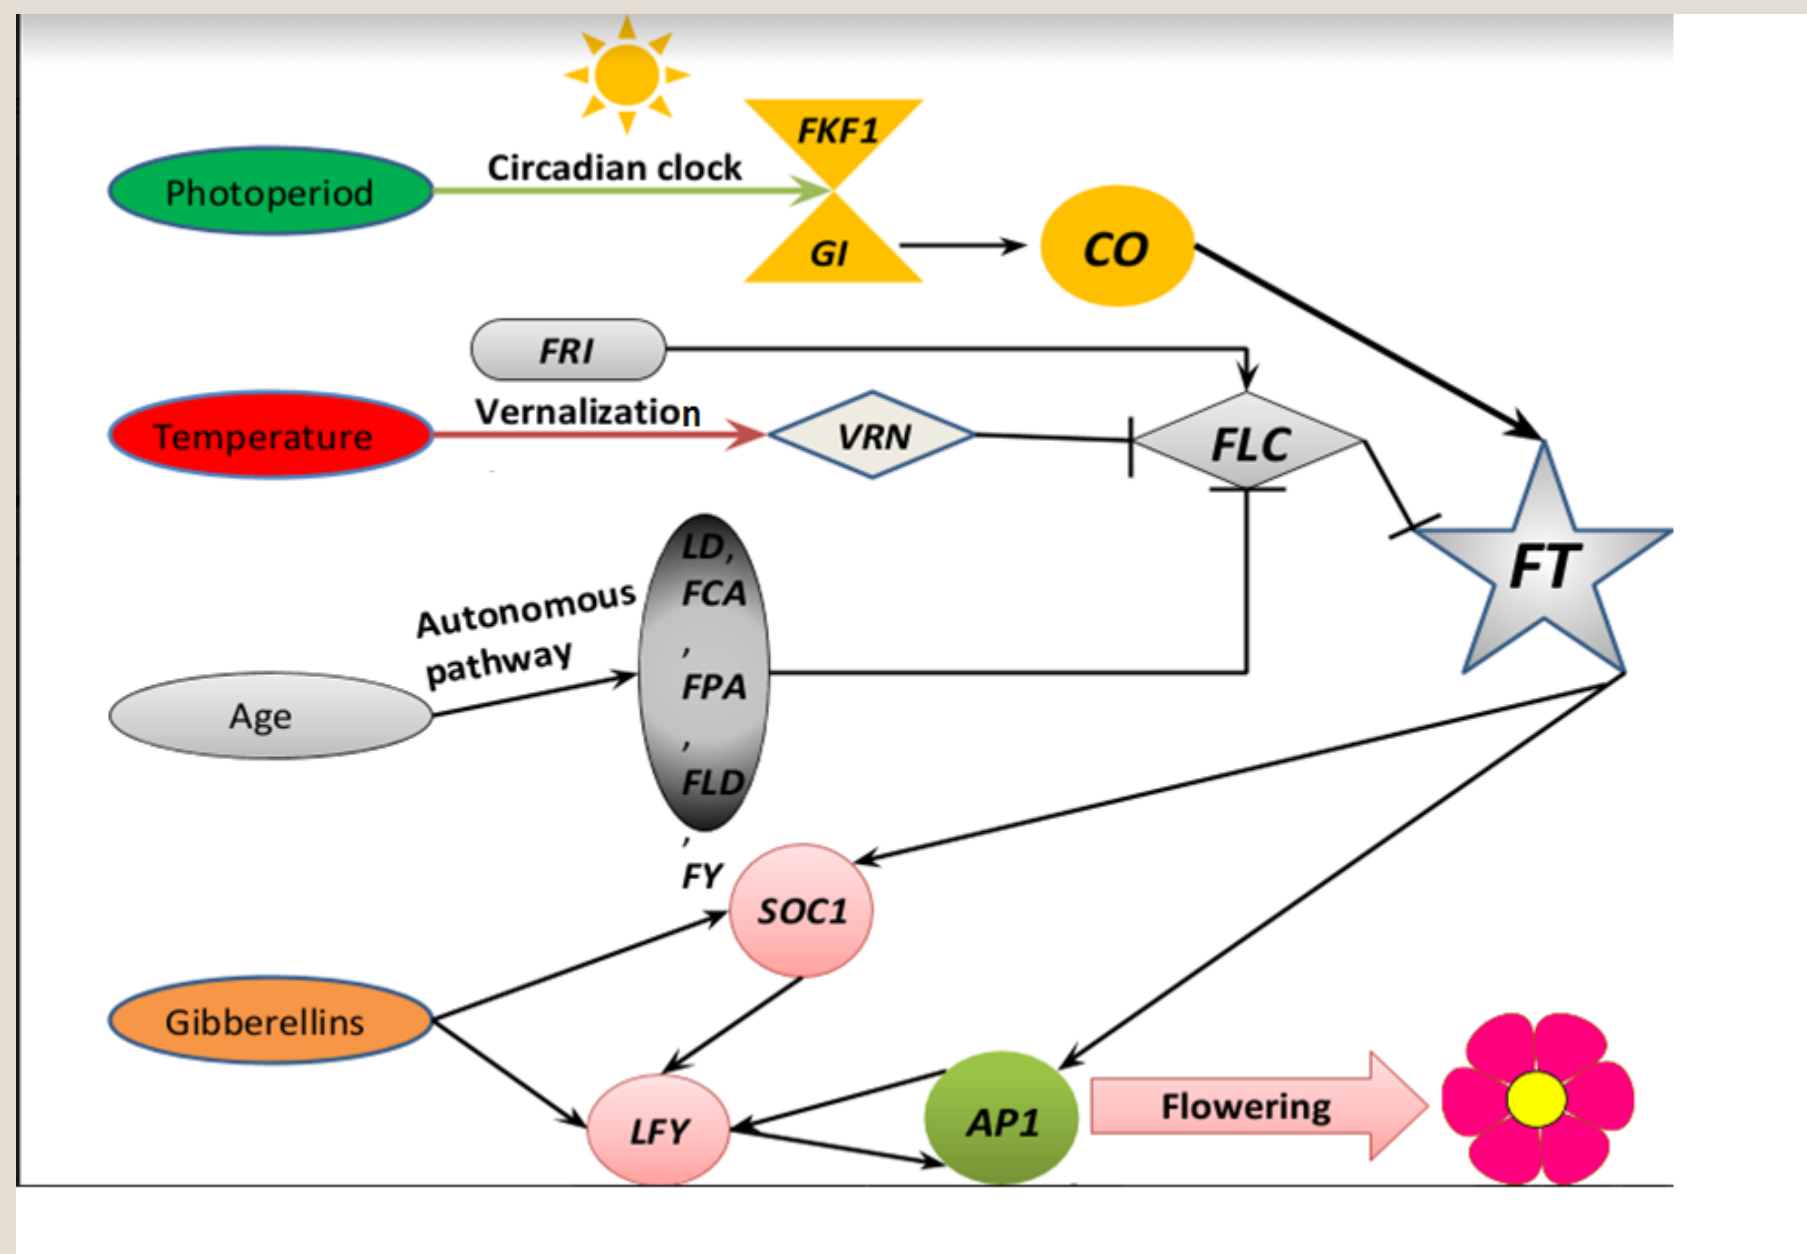 FKF1
Circadian clock
Photoperiod
GI
CO
FRI
Vernalization
Temperature
VRN
FLC
LD,
FCA
,
FPA
,
FLD
,
FY
FT
Autonomous
pathway
Age
SOC1
Gibberellins
LFY
AP1
Flowering